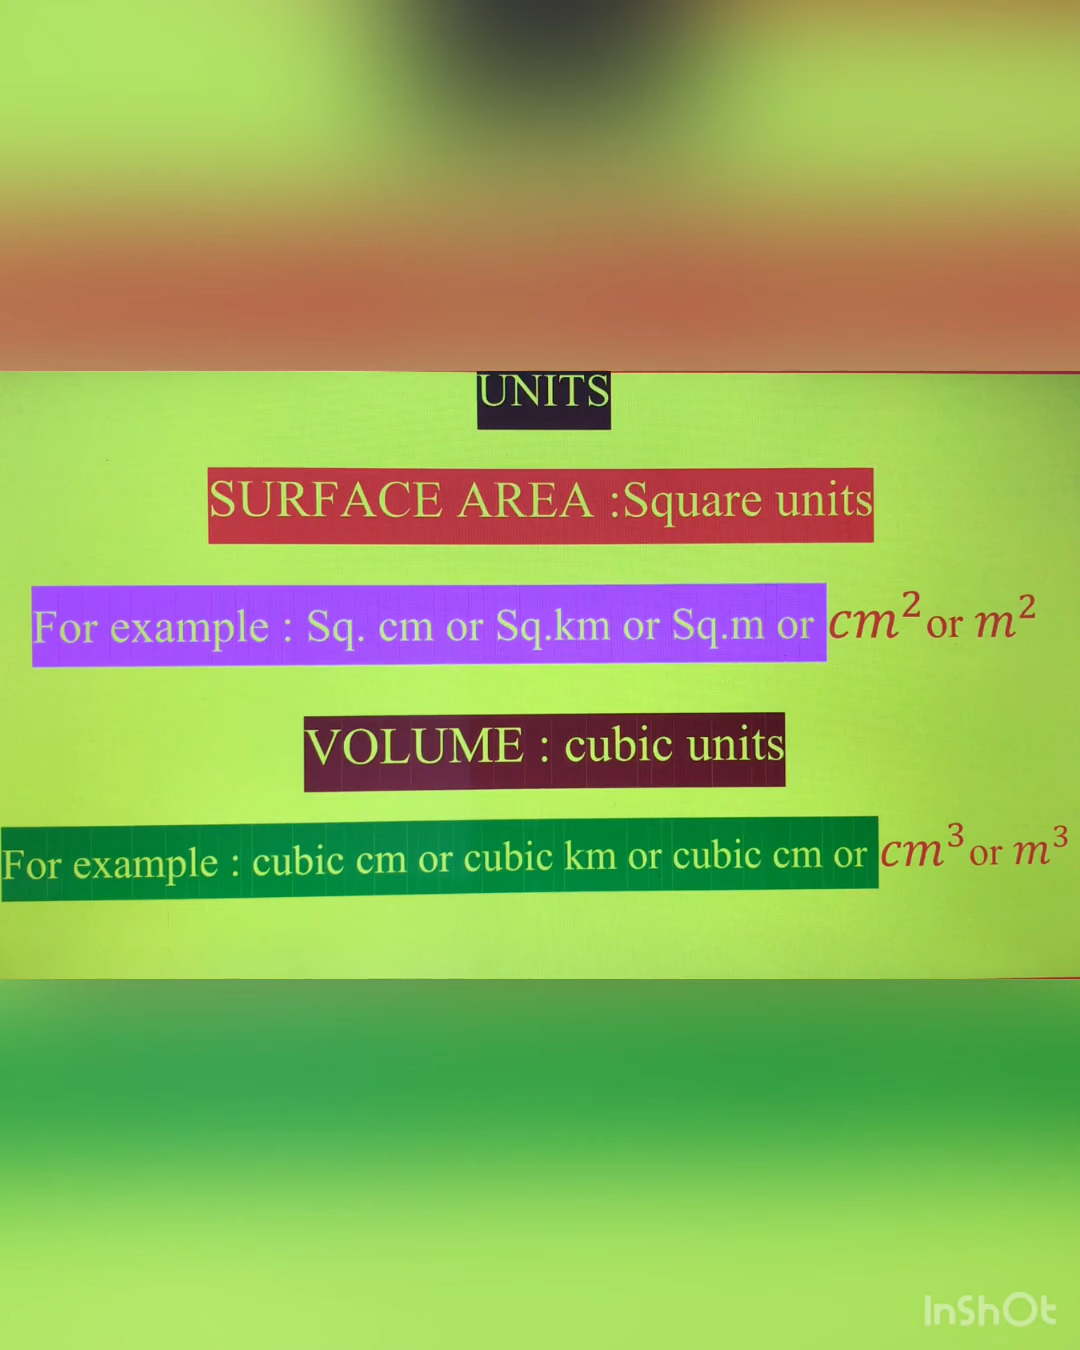 UNITS
SURFACE AREA :Square units
For example : Sq. cm or Sq.km or Sq.m or cm² or m²
VOLUME : cubic units
For example : cubic cm or cubic km or cubic cm or cm³ or m³
InShOt